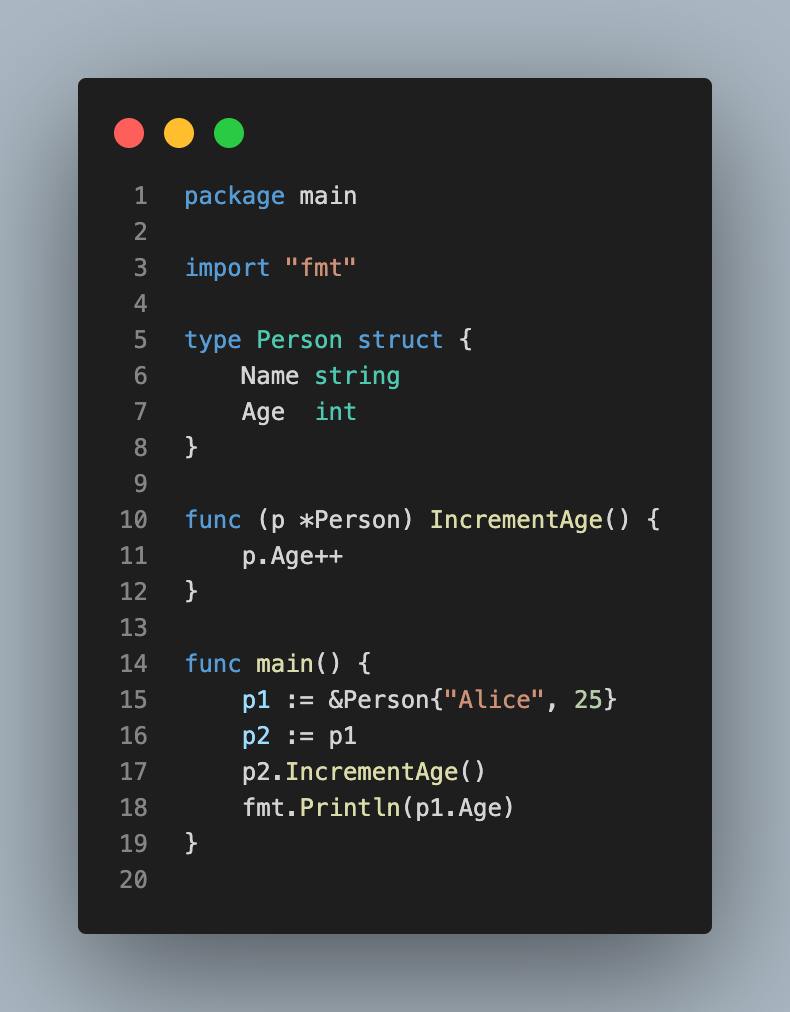 1 package main
2
3 import "fmt"
4
5 type Person struct {
6     Name string
7     Age  int
8 }
9
10 func (p *Person) IncrementAge() {
11     p.Age++
12 }
13
14 func main() {
15     p1 := &Person{"Alice", 25}
16     p2 := p1
17     p2.IncrementAge()
18     fmt.Println(p1.Age)
19 }
20